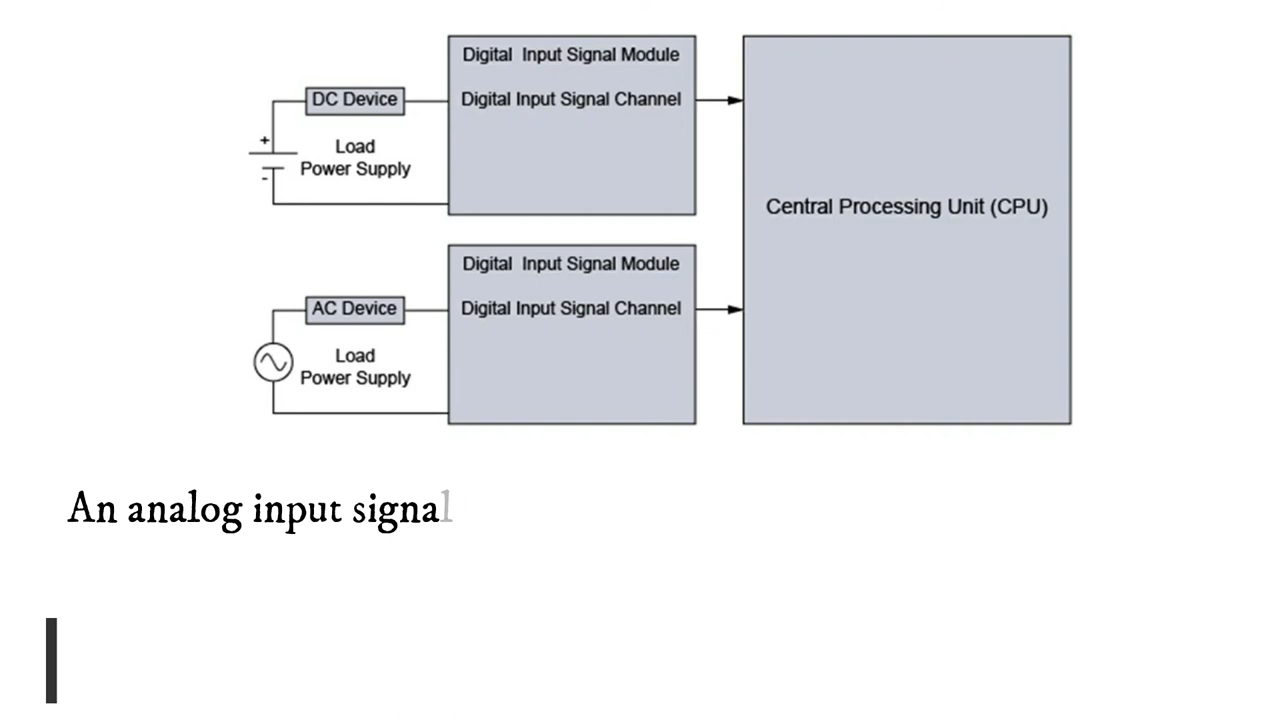 Digital Input Signal Module
DC Device
Digital Input Signal Channel
+
Load
Power Supply
-
Central Processing Unit (CPU)
Digital Input Signal Module
AC Device
Digital Input Signal Channel
Load
Power Supply
An analog input signal